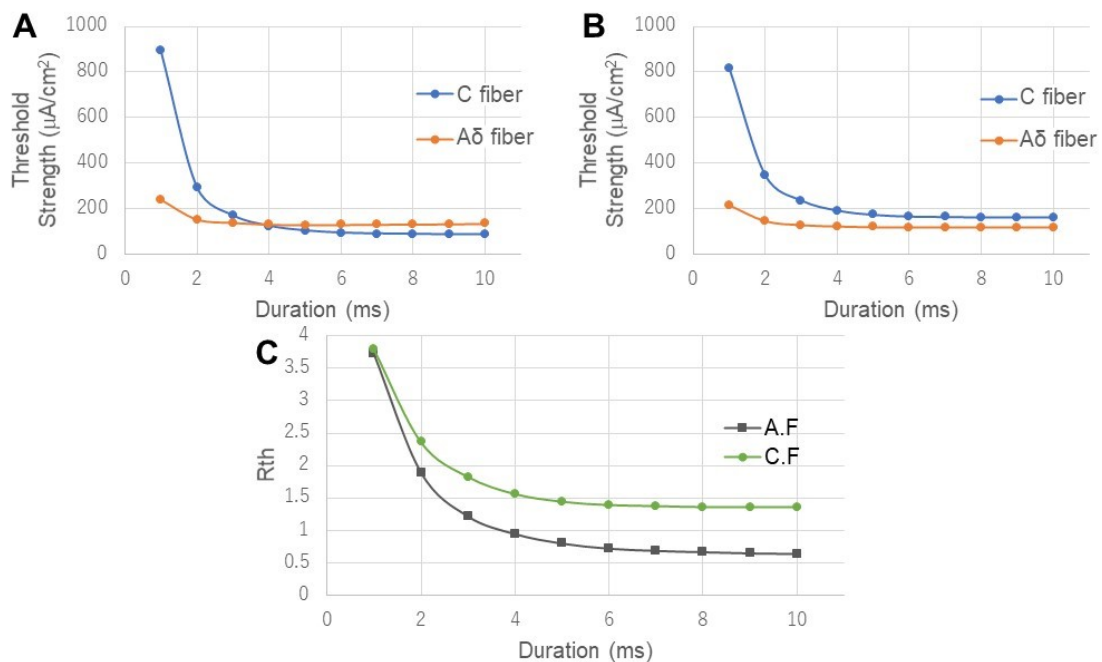 A
1000
800
600
400
200
0
Threshold
Strength (μA/cm²)
C fiber
Aδ fiber
0 2 4 6 8 10
Duration (ms)
B
1000
800
600
400
200
0
Threshold
Strength (μA/cm²)
C fiber
Aδ fiber
0 2 4 6 8 10
Duration (ms)
C
4
3.5
3
2.5
2
1.5
1
0.5
0
Rth
A.F
C.F
0 2 4 6 8 10
Duration (ms)